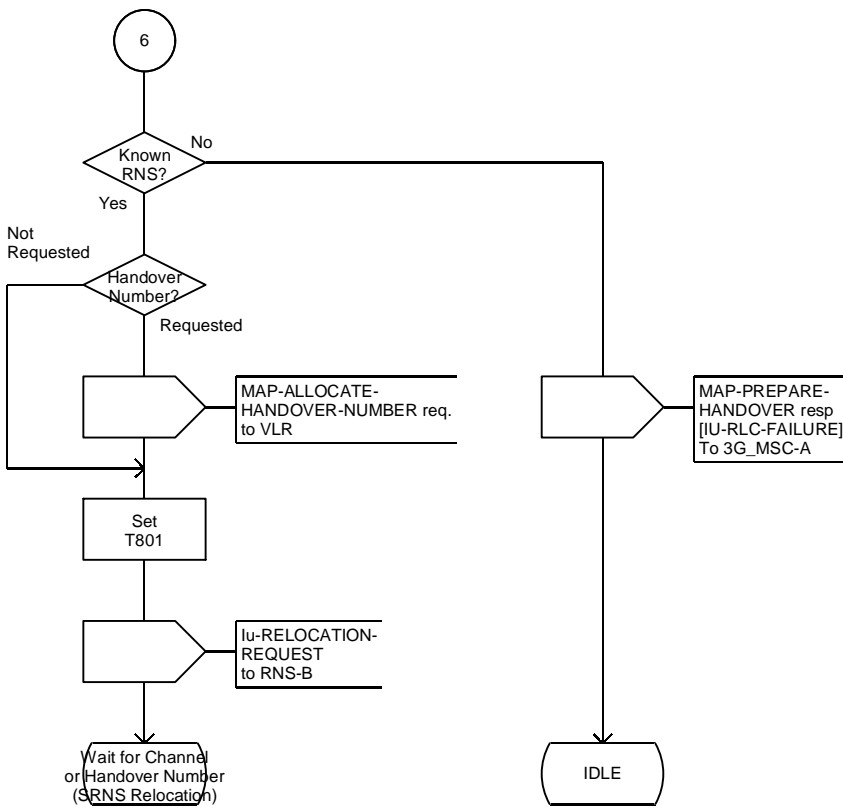 6
Known
RNS?
No
Yes
Not
Requested
Handover
Number?
Requested
MAP-ALLOCATE-
HANDOVER-NUMBER req.
to VLR
MAP-PREPARE-
HANDOVER resp
[IU-RLC-FAILURE]
To 3G_MSC-A
Set
T801
Iu-RELOCATION-
REQUEST
to RNS-B
Wait for Channel
or Handover Number
(SRNS Relocation)
IDLE